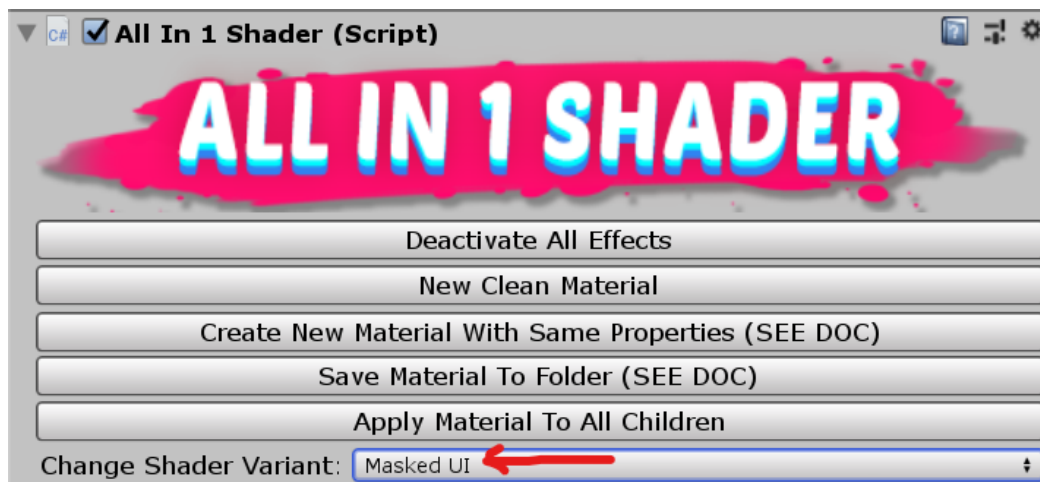 C# All In 1 Shader (Script) ?
ALL IN 1 SHADER
Deactivate All Effects
New Clean Material
Create New Material With Same Properties (SEE DOC)
Save Material To Folder (SEE DOC)
Apply Material To All Children
Change Shader Variant: Masked UI